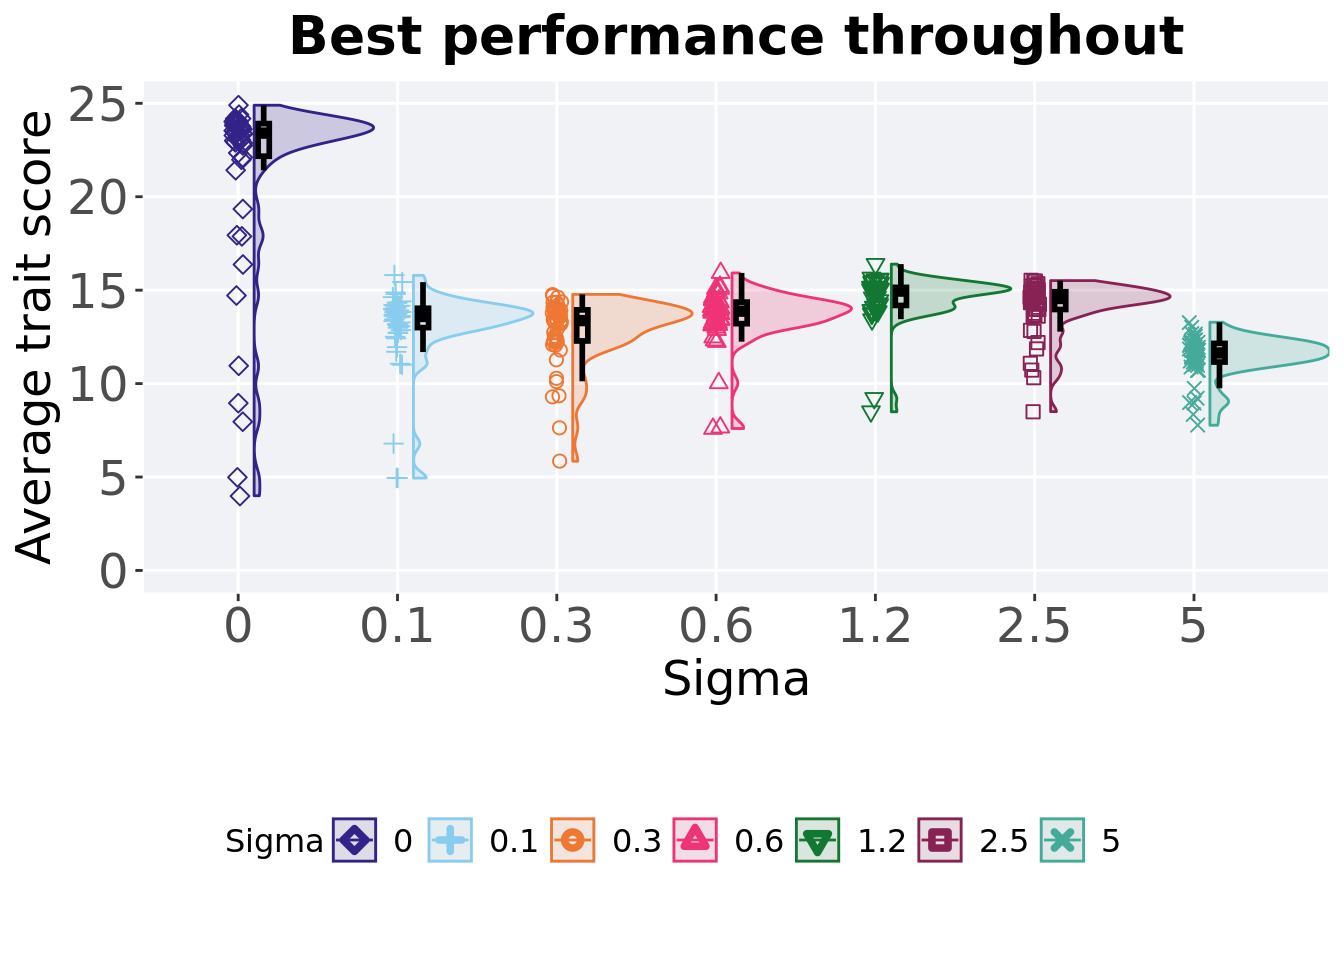 Best performance throughout
Average trait score
25
20
15
10
5
0
0 0.1 0.3 0.6 1.2 2.5 5
Sigma
Sigma 0 0.1 0.3 0.6 1.2 2.5 5